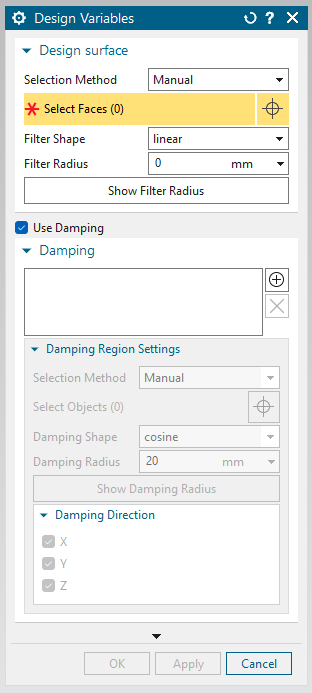 Design Variables
Design surface
Selection Method Manual
Select Faces (0)
Filter Shape linear
Filter Radius 0 mm
Show Filter Radius
Use Damping
Damping
Damping Region Settings
Selection Method Manual
Select Objects (0)
Damping Shape cosine
Damping Radius 20 mm
Show Damping Radius
Damping Direction
X
Y
Z
OK Apply Cancel